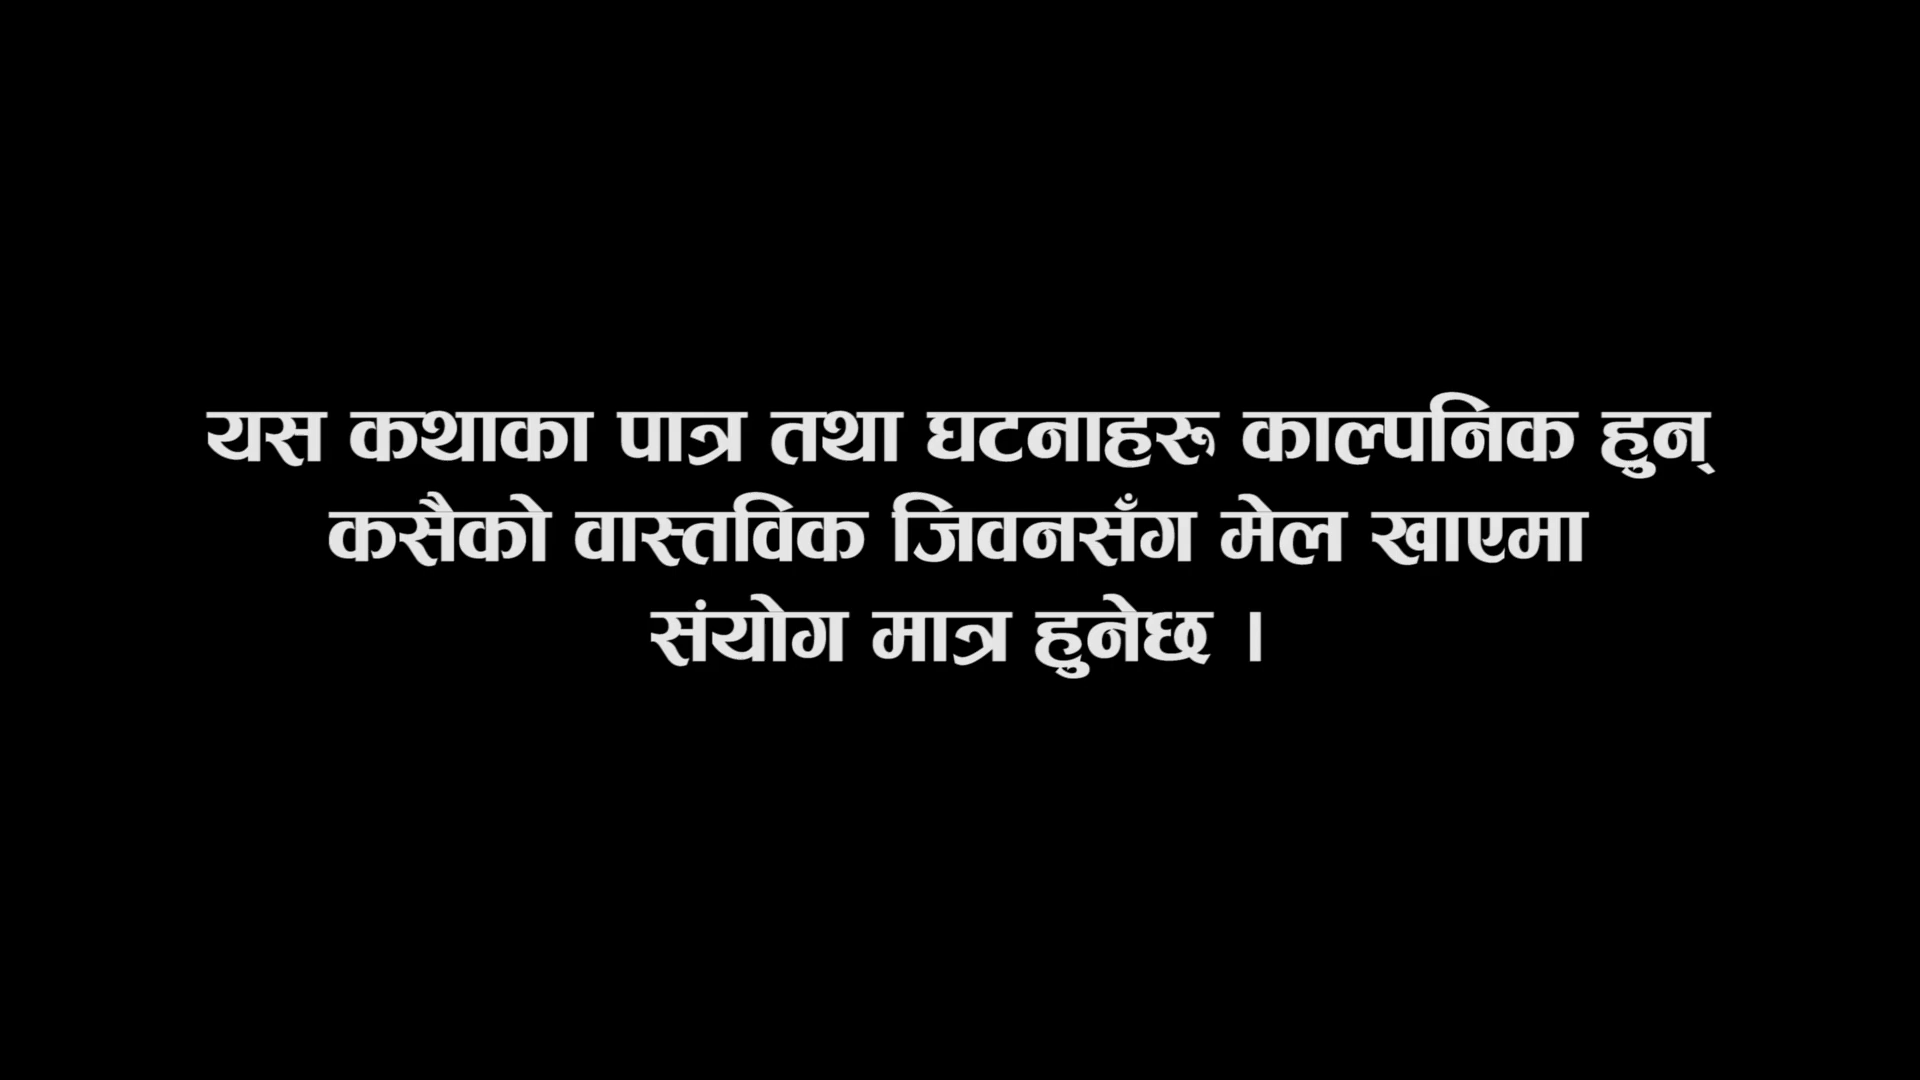 यस कथाका पात्र तथा घटनाहरु काल्पनिक हुन्
कसैको वास्तविक जिवनसँग मेल खाएमा
संयोग मात्र हुनेछ ।